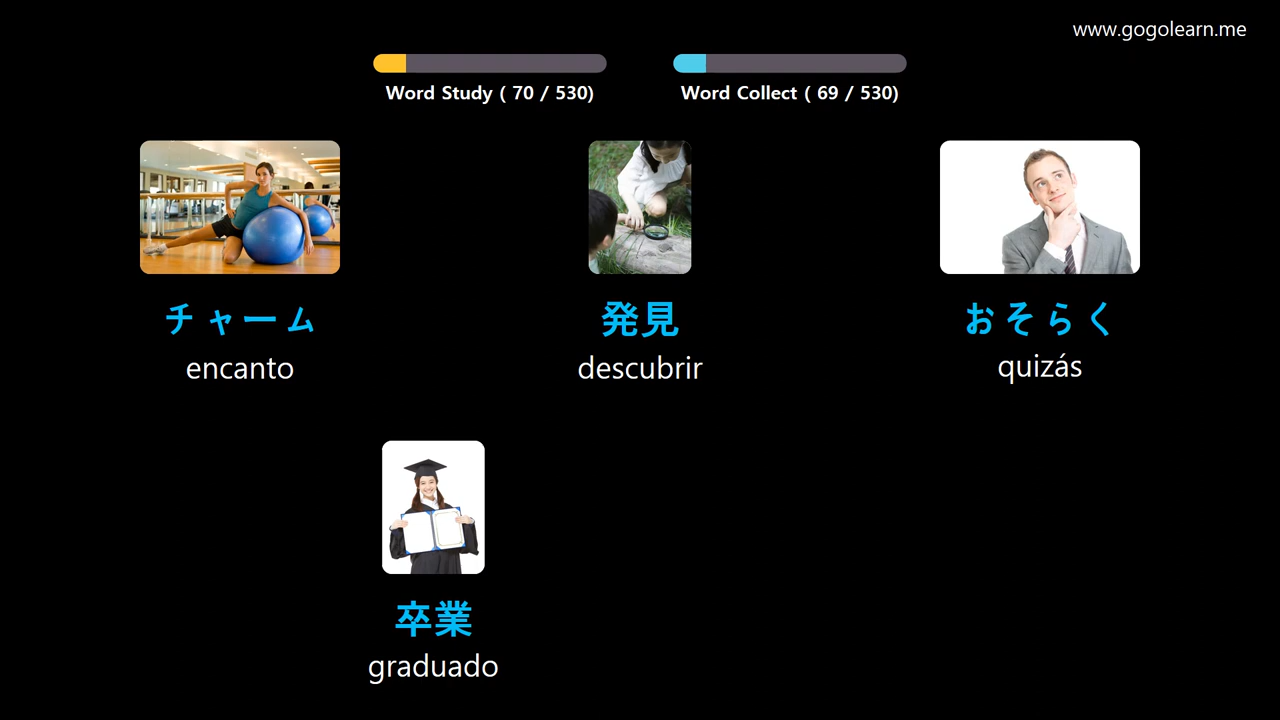 www.gogolearn.me
Word Study ( 70 / 530)
Word Collect ( 69 / 530)
チャーム
encanto
発見
descubrir
おそらく
quizás
卒業
graduado